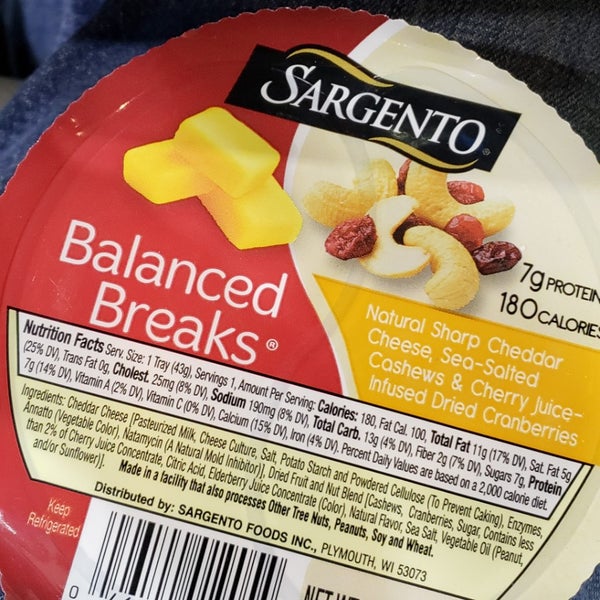 SARGENTO®
Balanced
Breaks®
7g PROTEIN
180 CALORIES
Natural Sharp Cheddar
Cheese, Sea-Salted
Cashews & Cherry Juice-
Infused Dried Cranberries
Nutrition Facts Serv. Size: 1 Tray (43g), Servings 1, Amount Per Serving: Calories: 180, Fat Cal. 100, Total Fat 11g (17% DV), Sat. Fat 5g
(25% DV), Trans Fat 0g, Cholest. 25mg (8% DV), Sodium 190mg (8% DV), Total Carb. 13g (4% DV), Fiber 2g (7% DV), Sugars 7g, Protein
7g (14% DV), Vitamin A (2% DV), Vitamin C (0% DV), Calcium (15% DV), Iron (4% DV). Percent Daily Values are based on a 2,000 calorie diet.
Ingredients: Cheddar Cheese [Pasteurized Milk, Cheese Culture, Salt, Potato Starch and Powdered Cellulose (To Prevent Caking), Enzymes,
Annatto (Vegetable Color), Natamycin (A Natural Mold Inhibitor)], Dried Fruit and Nut Blend [Cashews, Cranberries, Sugar, Contains less
than 2% of Cherry Juice Concentrate, Citric Acid, Elderberry Juice Concentrate (Color), Natural Flavor, Sea Salt, Vegetable Oil (Peanut,
and/or Sunflower)].
Made in a facility that also processes Other Tree Nuts, Peanuts, Soy and Wheat.
Distributed by: SARGENTO FOODS INC., PLYMOUTH, WI 53073
Keep
Refrigerated
0
NET